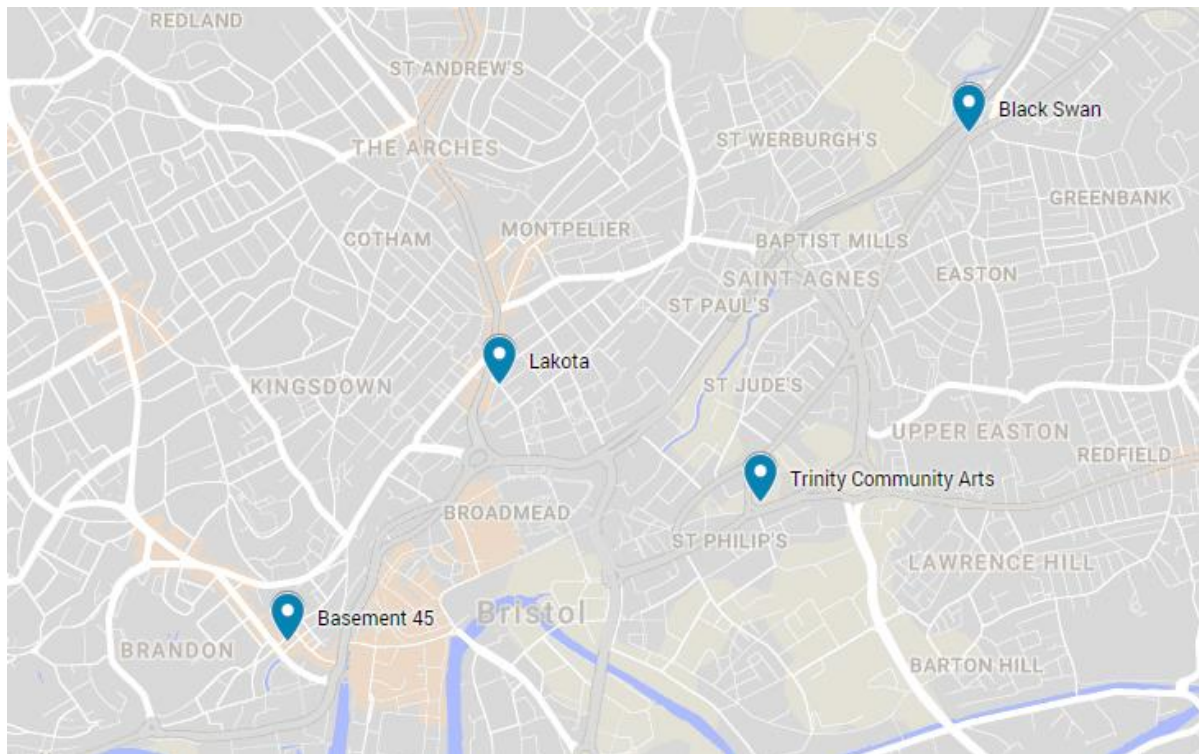 REDLAND
ST ANDREW'S
Black Swan
ST WERBURGH'S
THE ARCHES
GREENBANK
MONTPELIER
COTHAM
BAPTIST MILLS
SAINT AGNES
EASTON
ST PAUL'S
Lakota
KINGSDOWN
ST JUDE'S
UPPER EASTON
REDFIELD
Trinity Community Arts
BROADMEAD
ST PHILIP'S
LAWRENCE HILL
Bristol
Basement 45
BRANDON
BARTON HILL